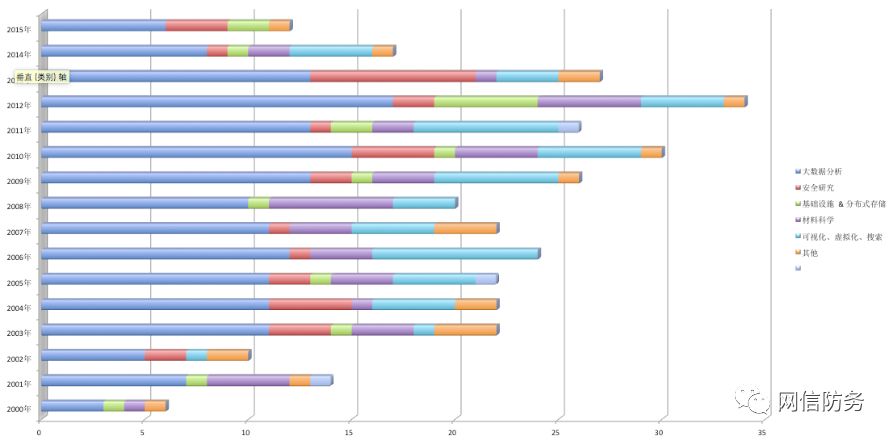 2015年
2014年
20
垂直 (类别) 轴
2012年
2011年
2010年
2009年
2008年
2007年
2006年
2005年
2004年
2003年
2002年
2001年
2000年
0 5 10 15 20 25 30 35
大数据分析
安全研究
基础设施 & 分布式存储
材料科学
可视化、虚拟化、搜索
其他
网信防务